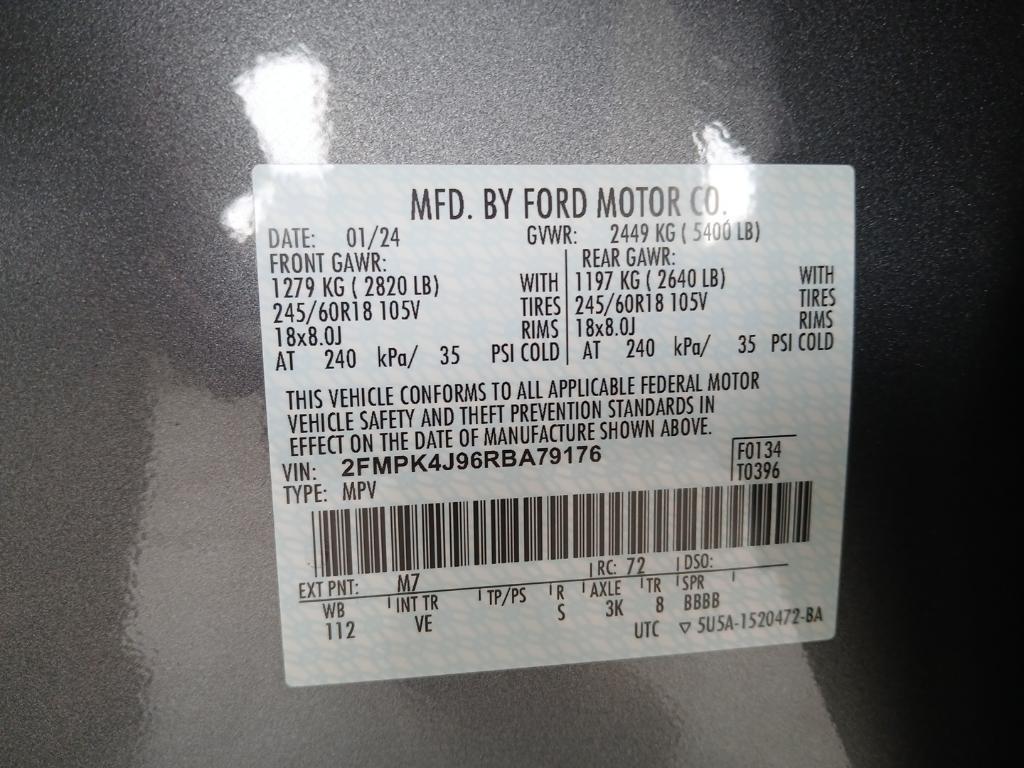 MFD. BY FORD MOTOR CO.
DATE: 01/24 GVWR: 2449 KG ( 5400 LB)
FRONT GAWR: REAR GAWR:
1279 KG ( 2820 LB) WITH 1197 KG ( 2640 LB) WITH
245/60R18 105V TIRES 245/60R18 105V TIRES
18x8.0J RIMS 18x8.0J RIMS
AT 240 kPa/ 35 PSI COLD AT 240 kPa/ 35 PSI COLD
THIS VEHICLE CONFORMS TO ALL APPLICABLE FEDERAL MOTOR
VEHICLE SAFETY AND THEFT PREVENTION STANDARDS IN
EFFECT ON THE DATE OF MANUFACTURE SHOWN ABOVE.
VIN: 2FMPK4J96RBA79176 F0134
TYPE: MPV T0396
EXT PNT: M7 RC: 72 DSO:
WB INT TR TP/PS R AXLE TR SPR
112 VE S 3K 8 BBBB
UTC ▽ 5U5A-1520472-BA